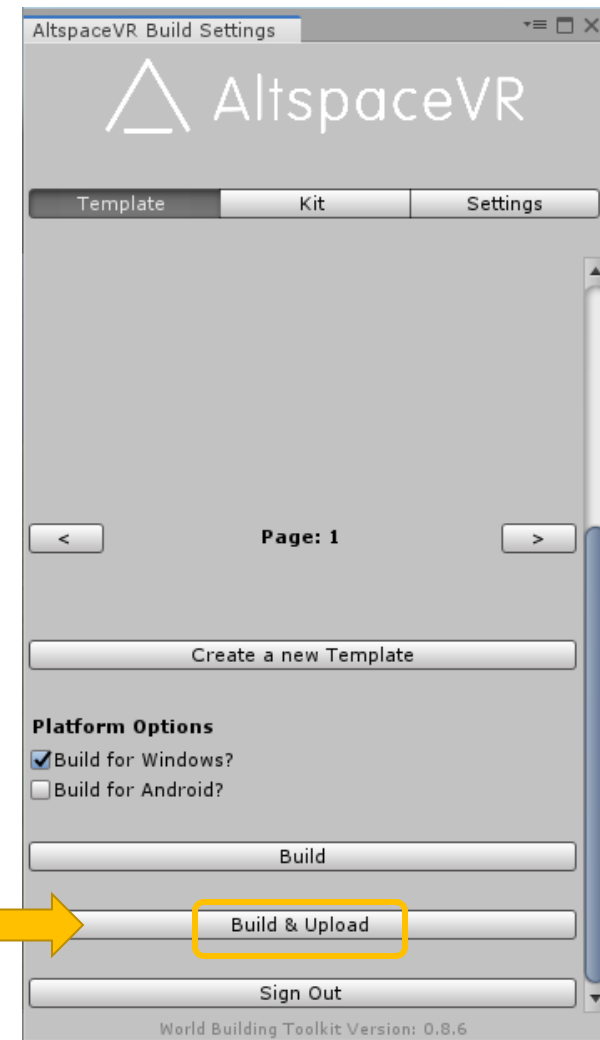 AltspaceVR Build Settings
AltspaceVR
Template Kit Settings
< Page: 1 >
Create a new Template
Platform Options
Build for Windows?
Build for Android?
Build
Build & Upload
Sign Out
World Building Toolkit Version: 0.8.6